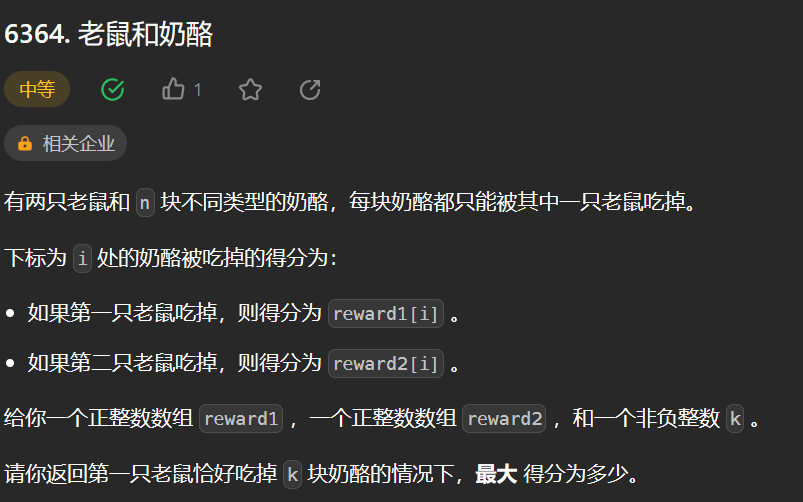 6364. 老鼠和奶酪
中等 1
相关企业
有两只老鼠和 n 块不同类型的奶酪，每块奶酪都只能被其中一只老鼠吃掉。
下标为 i 处的奶酪被吃掉的得分为：
• 如果第一只老鼠吃掉，则得分为 reward1[i] 。
• 如果第二只老鼠吃掉，则得分为 reward2[i] 。
给你一个正整数数组 reward1 ，一个正整数数组 reward2 ，和一个非负整数 k 。
请你返回第一只老鼠恰好吃掉 k 块奶酪的情况下，最大 得分为多少。